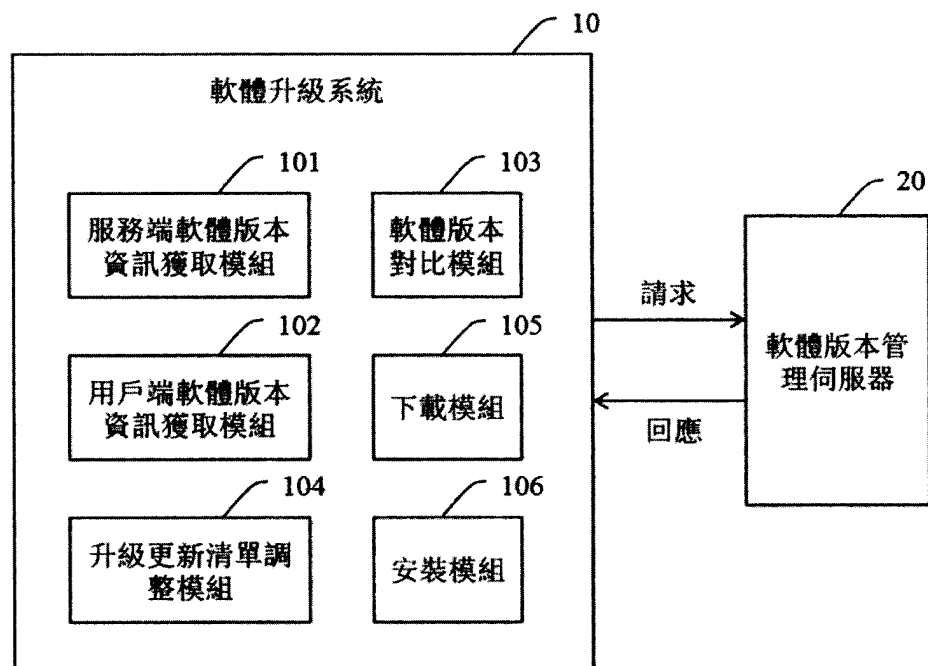 10
軟體升級系統
101
服務端軟體版本
資訊獲取模組
103
軟體版本
對比模組
20
請求
軟體版本管
理伺服器
回應
102
用戶端軟體版本
資訊獲取模組
105
下載模組
104
升級更新清單調
整模組
106
安裝模組